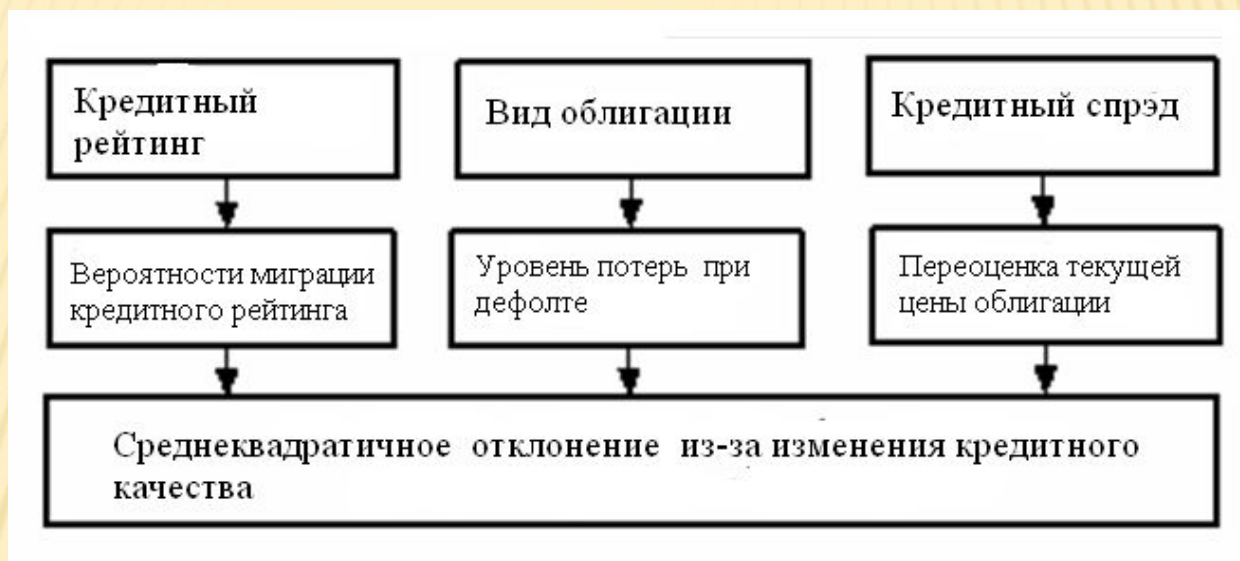 Кредитный
рейтинг
Вид облигации
Кредитный спрэд
Вероятности миграции
кредитного рейтинга
Уровень потерь при
дефолте
Переоценка текущей
цены облигации
Среднеквадратичное отклонение из-за изменения кредитного
качества